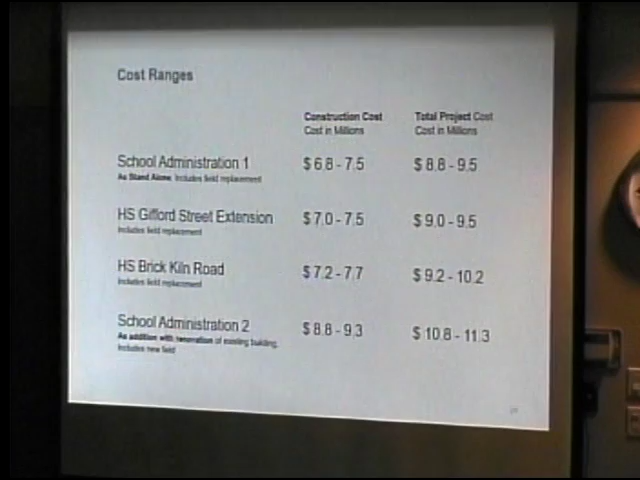 Cost Ranges
Construction Cost Total Project Cost
Cost in Millions Cost in Millions
School Administration 1 $ 6.8 - 7.5 $ 8.8 - 9.5
As Stand Alone. Includes field replacement
HS Gifford Street Extension $ 7.0 - 7.5 $ 9.0 - 9.5
Includes field replacement
HS Brick Kiln Road $ 7.2 - 7.7 $ 9.2 - 10.2
Includes field replacement
School Administration 2 $ 8.8 - 9.3 $ 10.8 - 11.3
As addition with renovation of existing building,
Includes new field